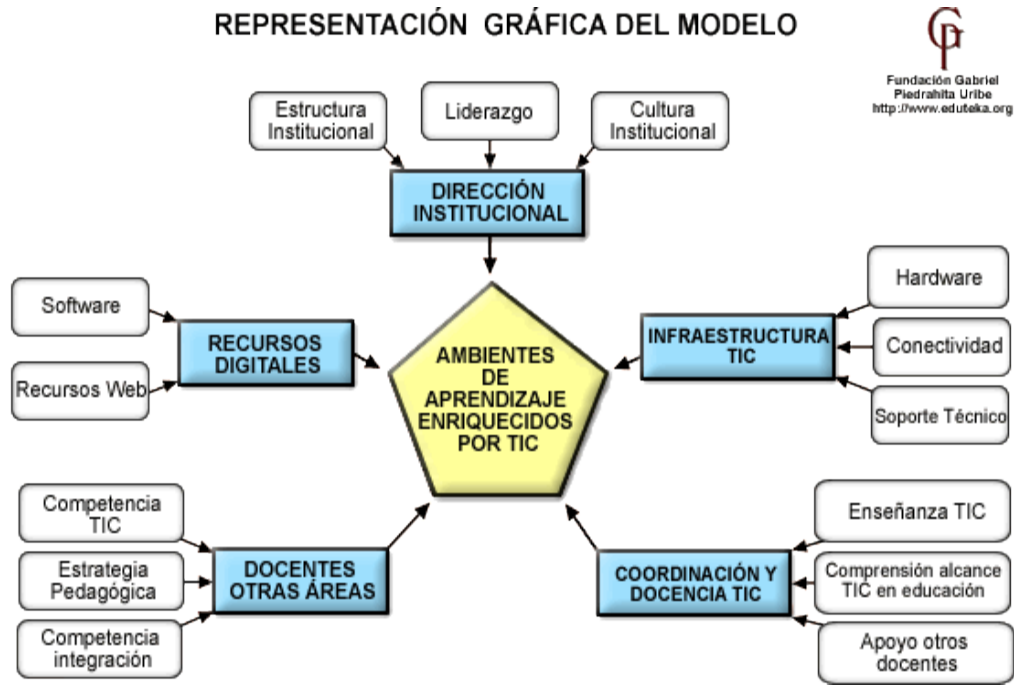 REPRESENTACIÓN GRÁFICA DEL MODELO
Fundación Gabriel
Piedrahita Uribe
http://www.eduteka.org
Estructura
Institucional
Liderazgo
Cultura
Institucional
DIRECCIÓN
INSTITUCIONAL
Software
Recursos Web
RECURSOS
DIGITALES
AMBIENTES
DE
APRENDIZAJE
ENRIQUECIDOS
POR TIC
INFRAESTRUCTURA
TIC
Hardware
Conectividad
Soporte Técnico
Competencia
TIC
Estrategia
Pedagógica
Competencia
integración
DOCENTES
OTRAS ÁREAS
COORDINACIÓN Y
DOCENCIA TIC
Enseñanza TIC
Comprensión alcance
TIC en educación
Apoyo otros
docentes